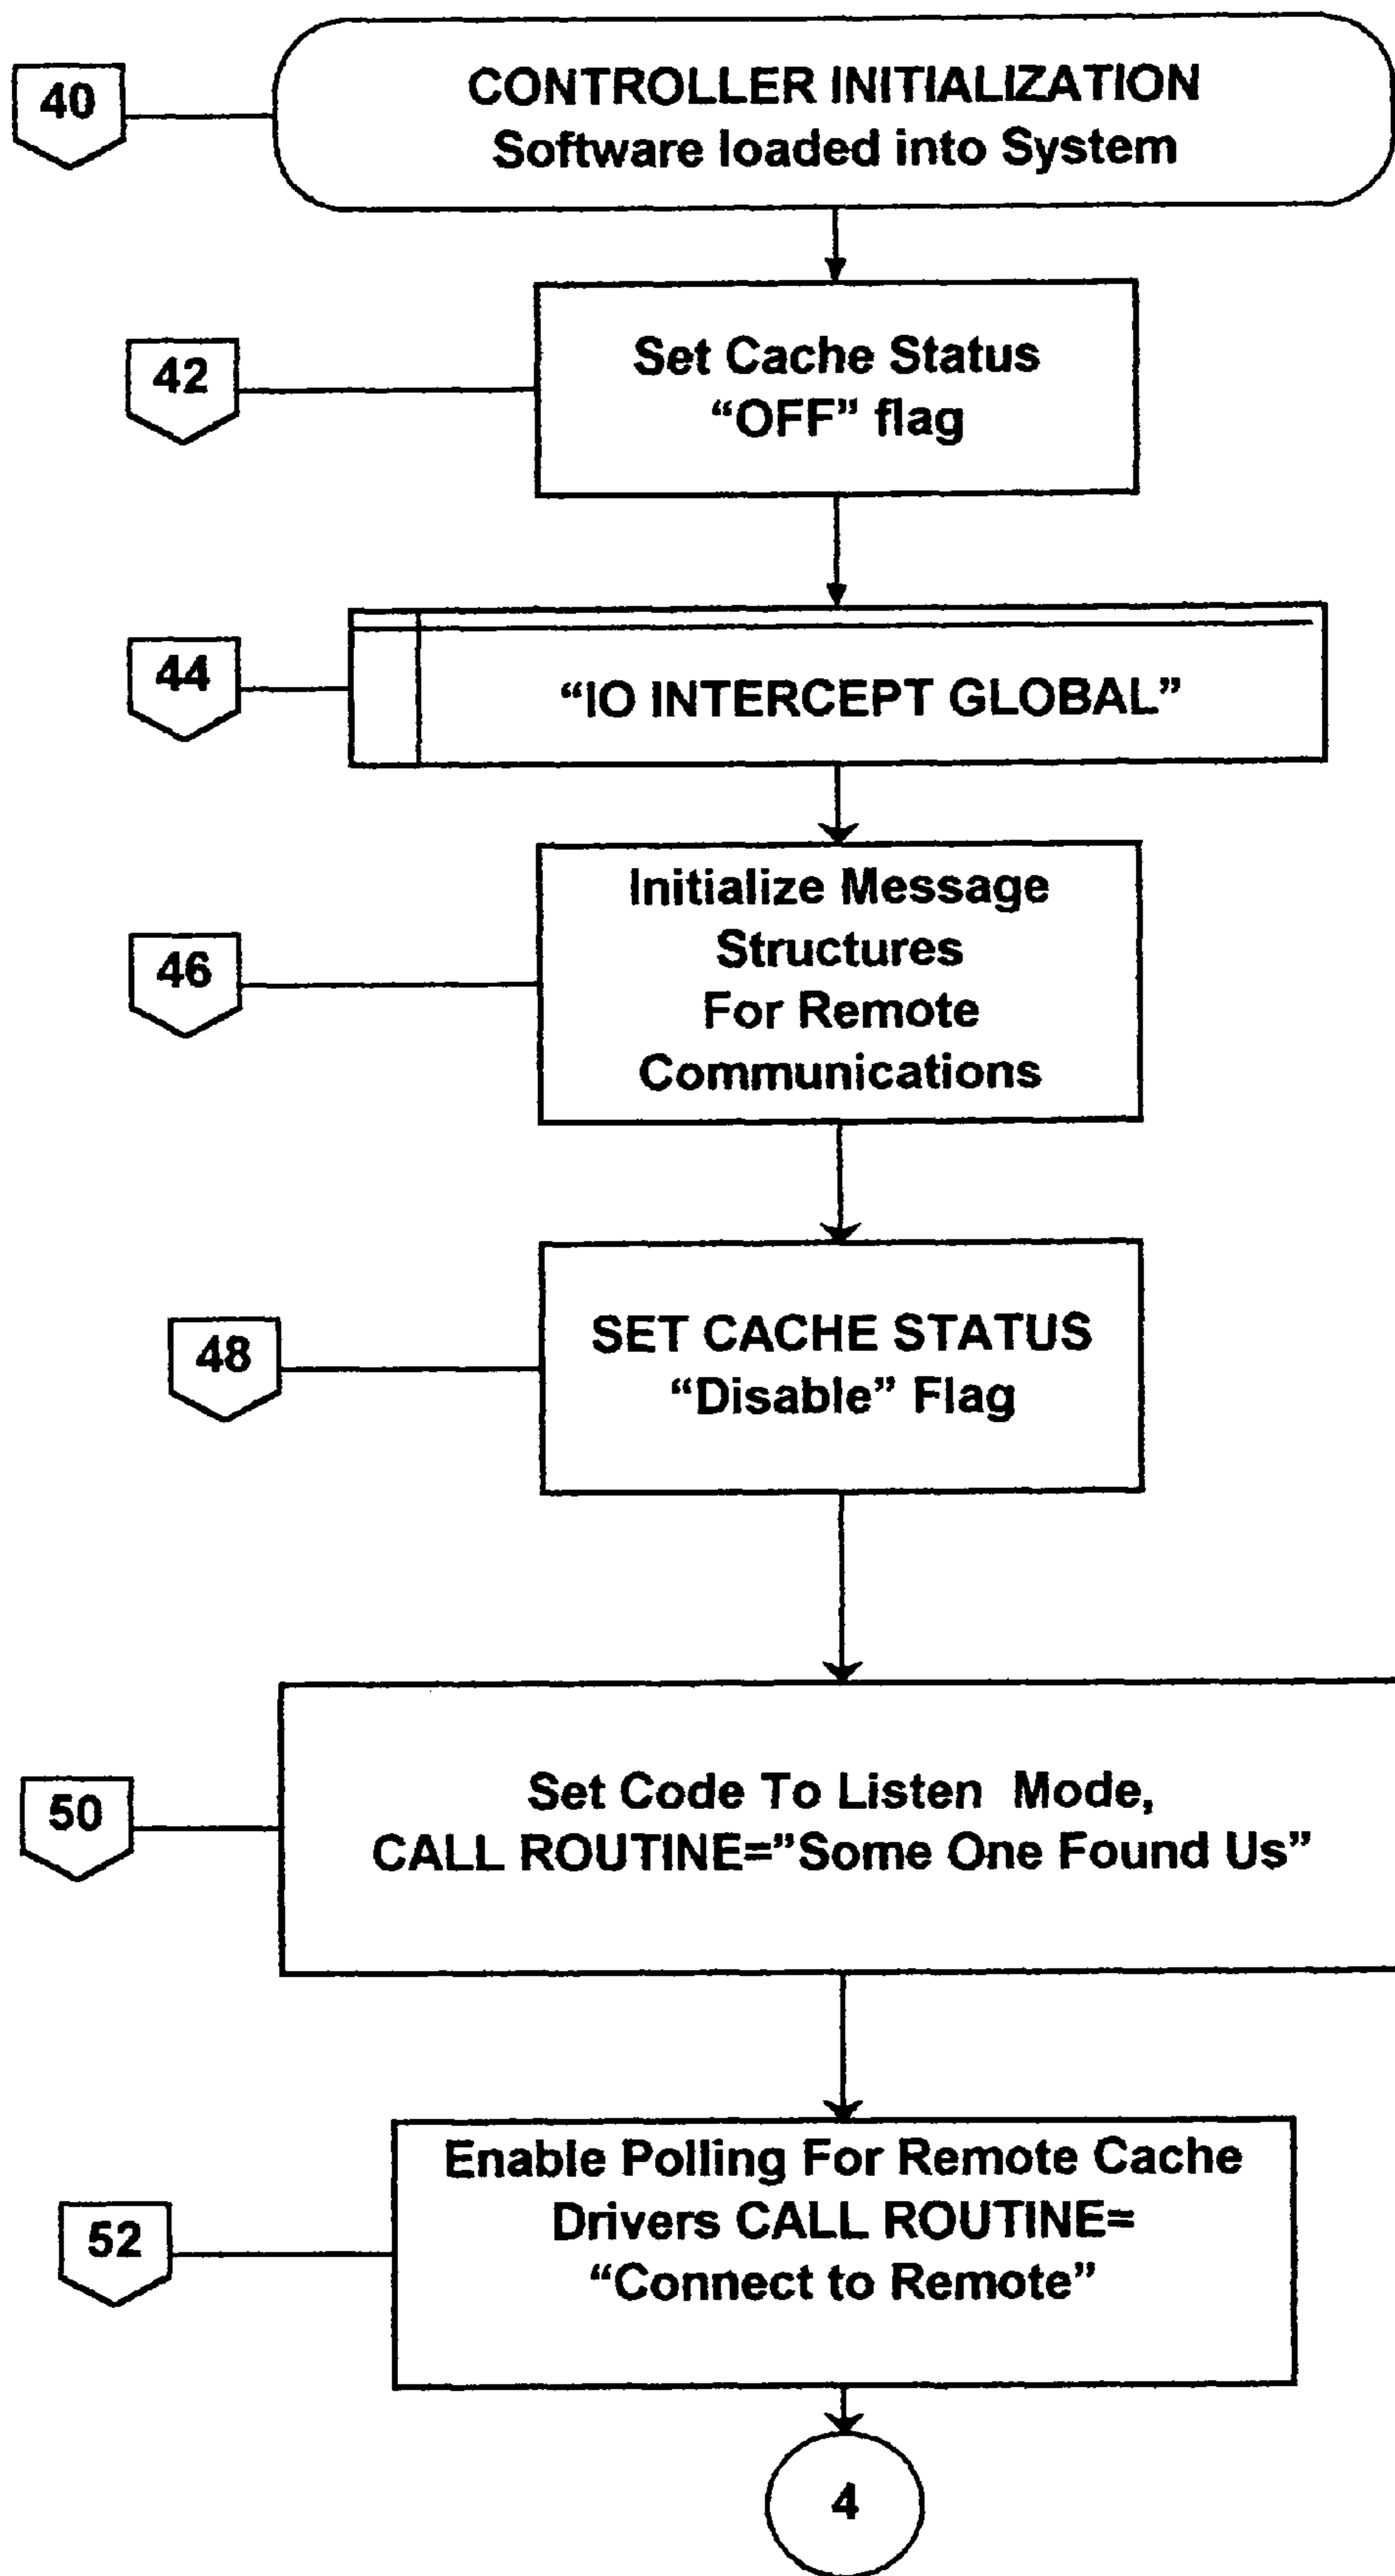 40
CONTROLLER INITIALIZATION
Software loaded into System
42
Set Cache Status
“OFF” flag
44
“IO INTERCEPT GLOBAL”
46
Initialize Message
Structures
For Remote
Communications
48
SET CACHE STATUS
“Disable” Flag
50
Set Code To Listen Mode,
CALL ROUTINE=”Some One Found Us”
52
Enable Polling For Remote Cache
Drivers CALL ROUTINE=
“Connect to Remote”
4